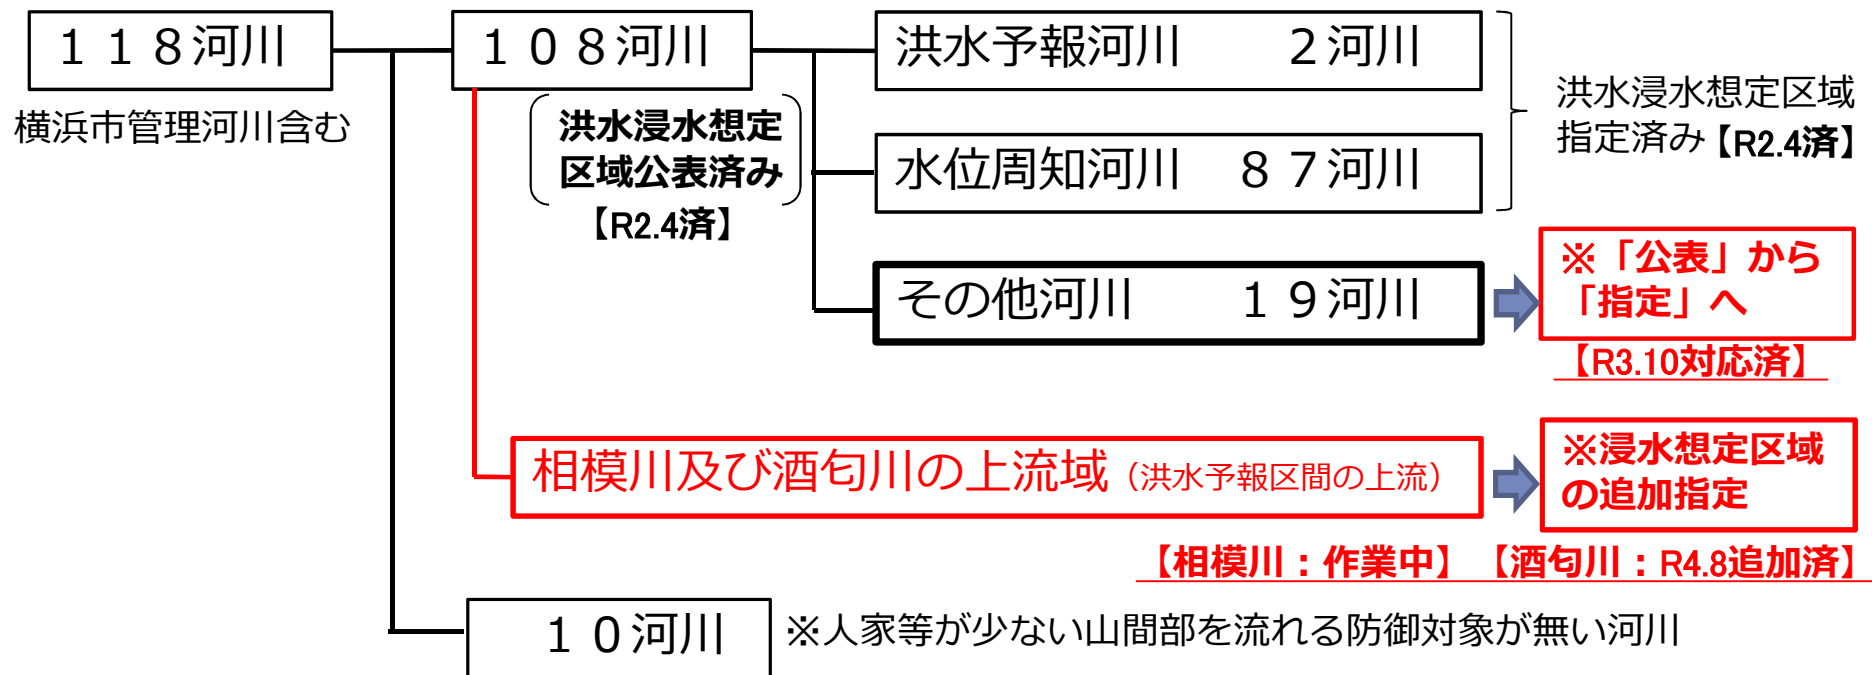 １１８河川
横浜市管理河川含む
１０８河川
洪水浸水想定
区域公表済み
【R2.4済】
洪水予報河川　　２河川
水位周知河川　８７河川
その他河川　　１９河川
洪水浸水想定区域
指定済み【R2.4済】
※「公表」から
「指定」へ
【R3.10対応済】
相模川及び酒匂川の上流域（洪水予報区間の上流）
※浸水想定区域
の追加指定
【相模川：作業中】【酒匂川：R4.8追加済】
１０河川
※人家等が少ない山間部を流れる防御対象が無い河川